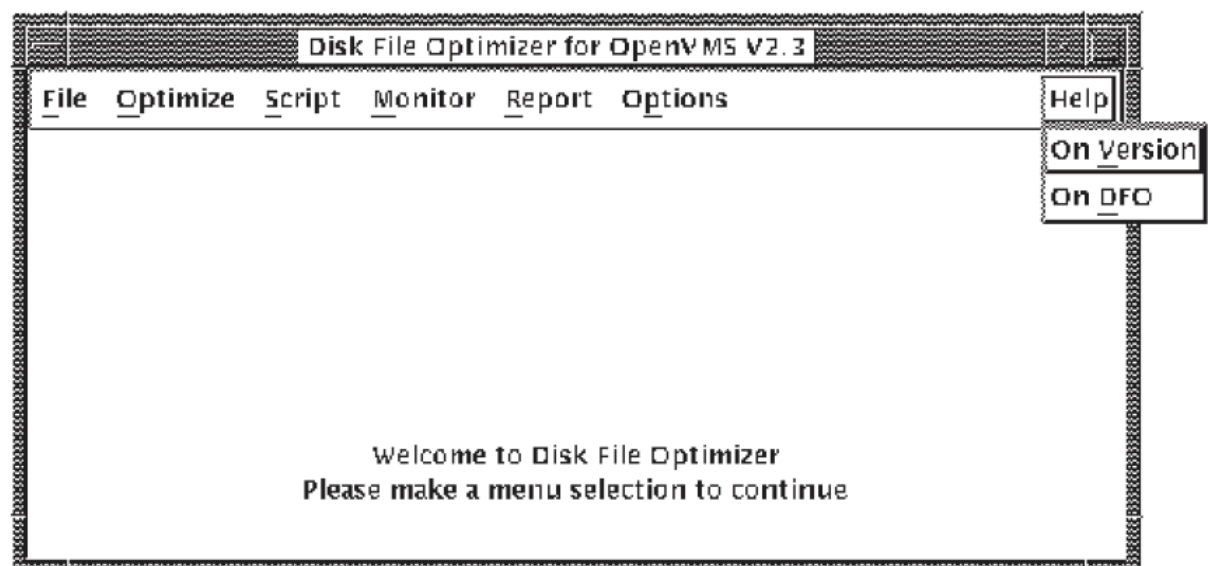 Disk File Optimizer for OpenVMS V2.3
File Optimize Script Monitor Report Options Help
On Version
On DFO
Welcome to Disk File Optimizer
Please make a menu selection to continue